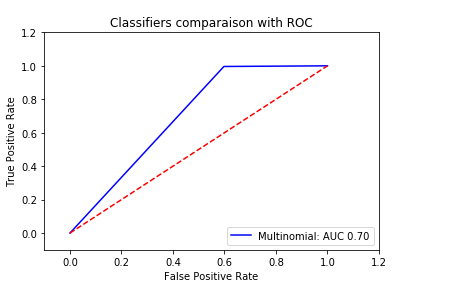 Classifiers comparaison with ROC
1.2
1.0
0.8
0.6
0.4
0.2
0.0
True Positive Rate
0.0 0.2 0.4 0.6 0.8 1.0 1.2
False Positive Rate
Multinomial: AUC 0.70